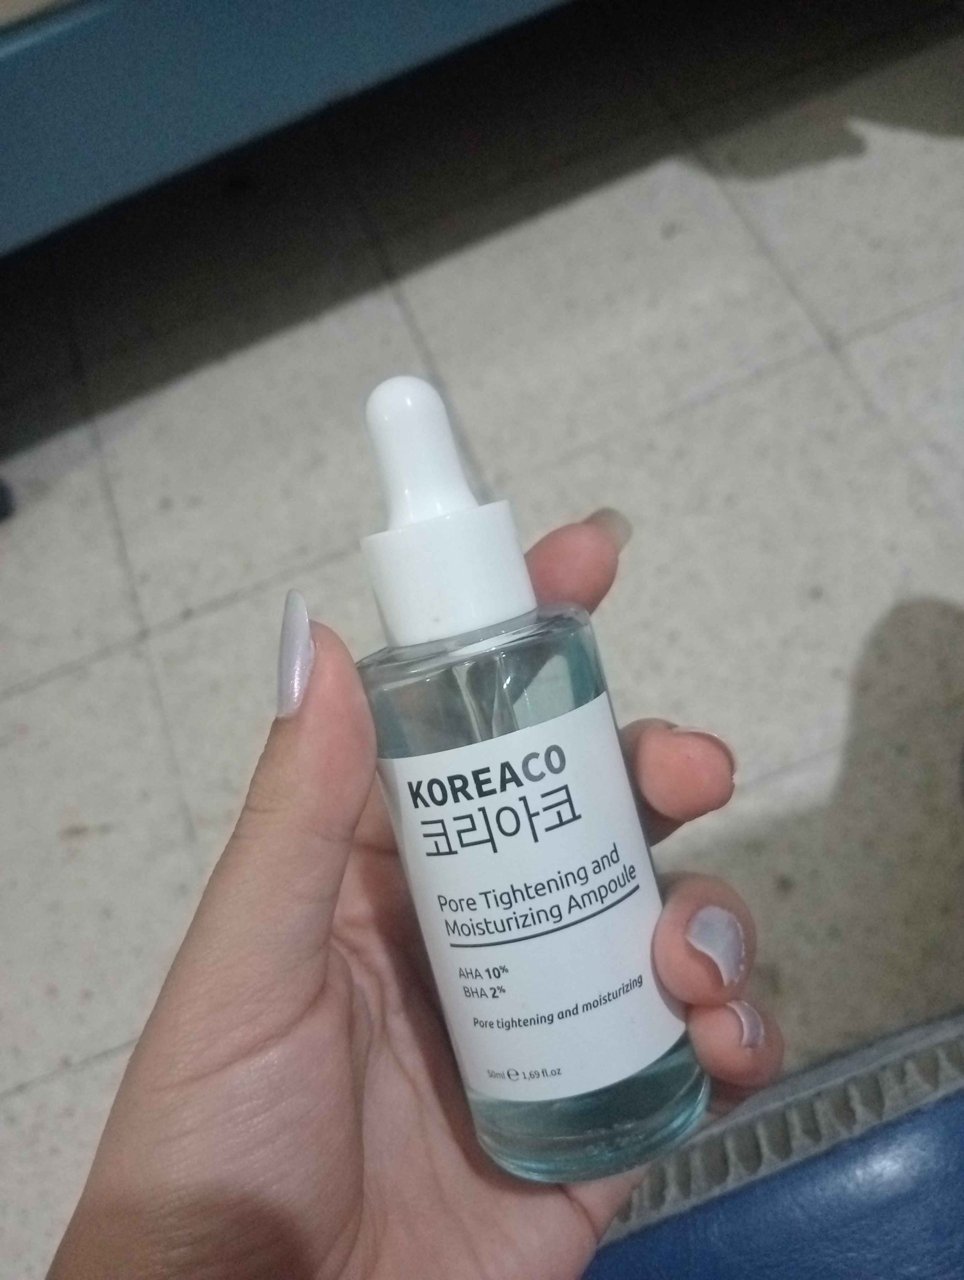 KOREACO
코리아코
Pore Tightening and
Moisturizing Ampoule
AHA 10%
BHA 2%
Pore tightening and moisturizing
50ml ℮ 1,69 fl.oz